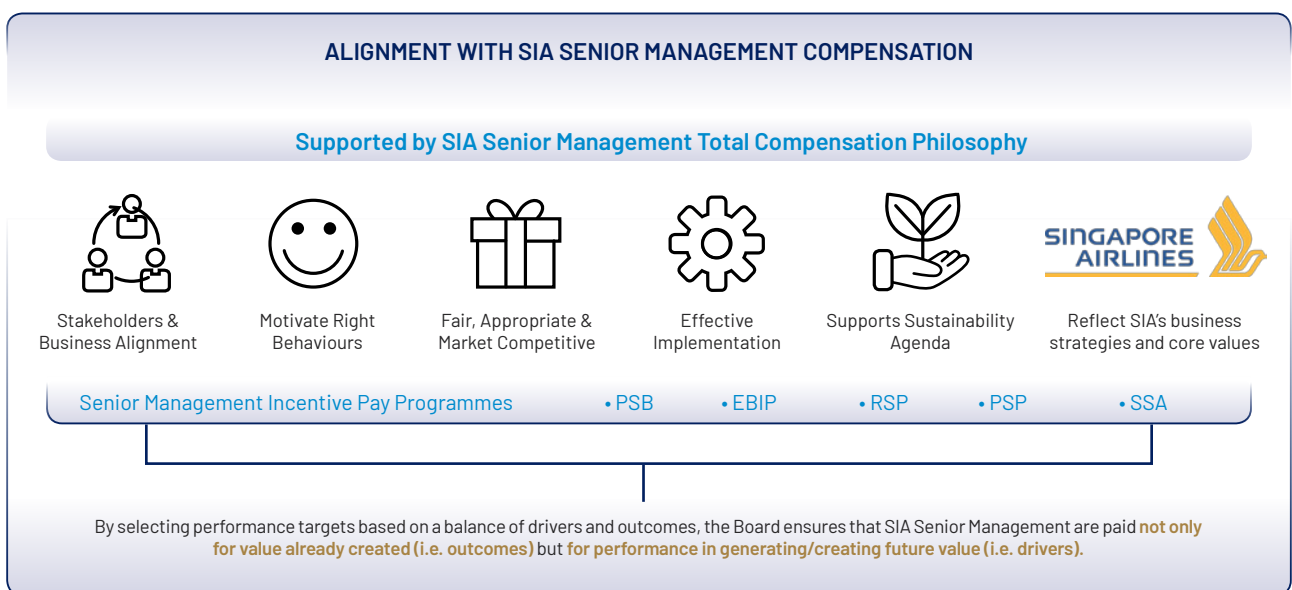 ALIGNMENT WITH SIA SENIOR MANAGEMENT COMPENSATION
Supported by SIA Senior Management Total Compensation Philosophy
SINGAPORE
AIRLINES
Stakeholders &
Business Alignment
Motivate Right
Behaviours
Fair, Appropriate &
Market Competitive
Effective
Implementation
Supports Sustainability
Agenda
Reflect SIA's business
strategies and core values
Senior Management Incentive Pay Programmes • PSB • EBIP • RSP • PSP • SSA
By selecting performance targets based on a balance of drivers and outcomes, the Board ensures that SIA Senior Management are paid not only
for value already created (i.e. outcomes) but for performance in generating/creating future value (i.e. drivers).